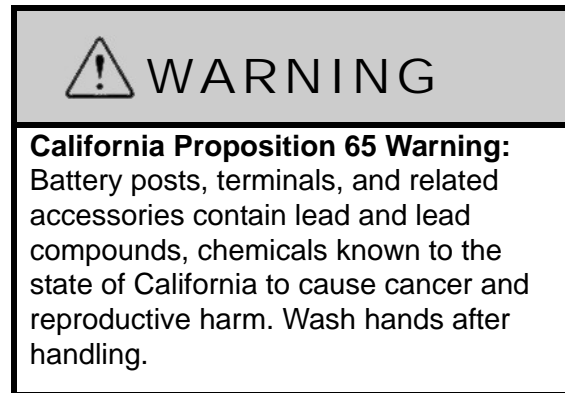 WARNING
California Proposition 65 Warning:
Battery posts, terminals, and related
accessories contain lead and lead
compounds, chemicals known to the
state of California to cause cancer and
reproductive harm. Wash hands after
handling.